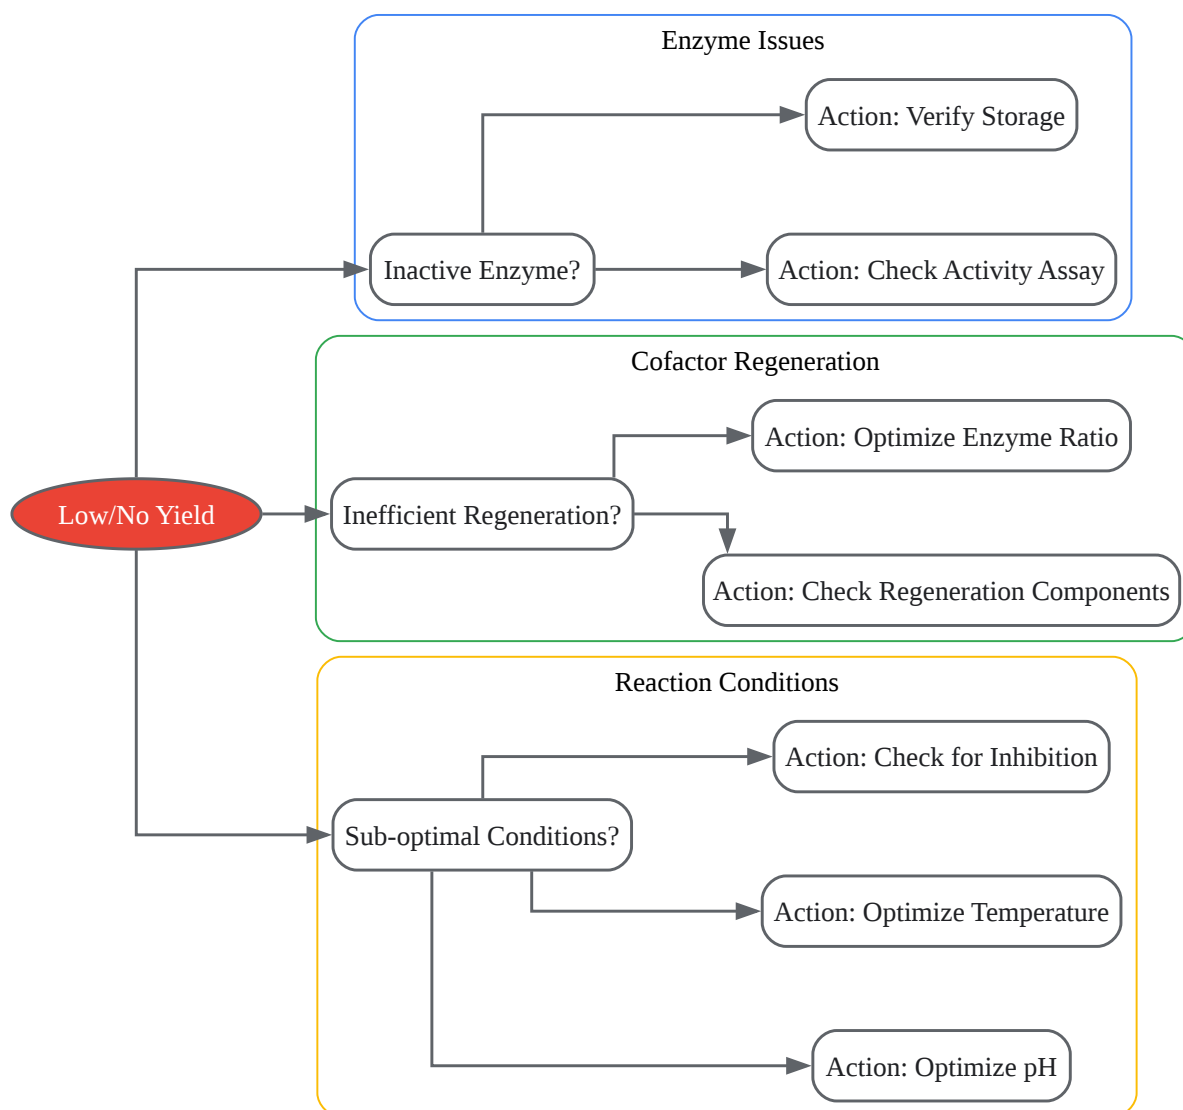 Enzyme Issues
Action: Verify Storage
Inactive Enzyme?
Action: Check Activity Assay
Cofactor Regeneration
Action: Optimize Enzyme Ratio
Low/No Yield
Inefficient Regeneration?
Action: Check Regeneration Components
Reaction Conditions
Action: Check for Inhibition
Sub-optimal Conditions?
Action: Optimize Temperature
Action: Optimize pH